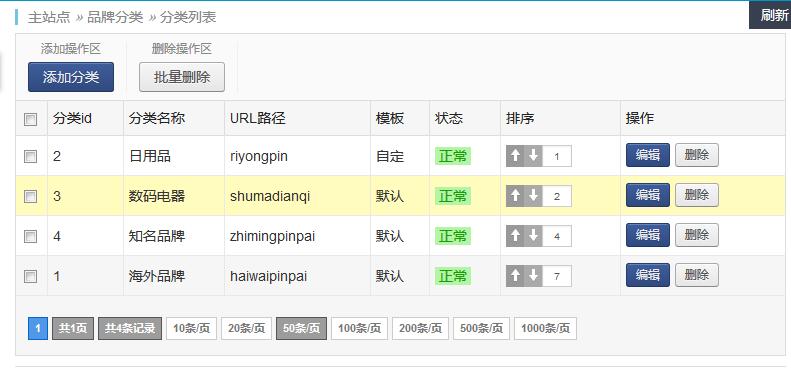 主站点 » 品牌分类 » 分类列表 刷新
添加操作区 删除操作区
添加分类 批量删除
分类id 分类名称 URL路径 模板 状态 排序 操作
2 日用品 riyongpin 自定 正常 1 编辑 删除
3 数码电器 shumadianqi 默认 正常 2 编辑 删除
4 知名品牌 zhimingpinpai 默认 正常 4 编辑 删除
1 海外品牌 haiwaipinpai 默认 正常 7 编辑 删除
1 共1页 共4条记录 10条/页 20条/页 50条/页 100条/页 200条/页 500条/页 1000条/页